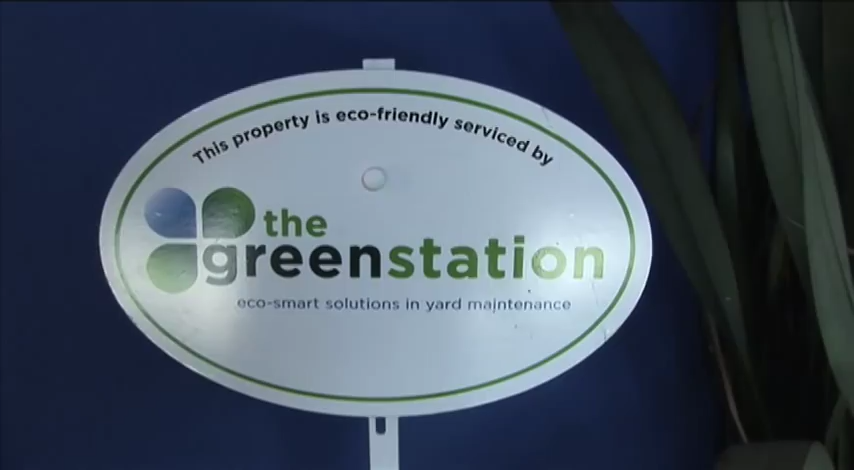 This property is eco-friendly serviced by
the
greenstation
eco-smart solutions in yard maintenance